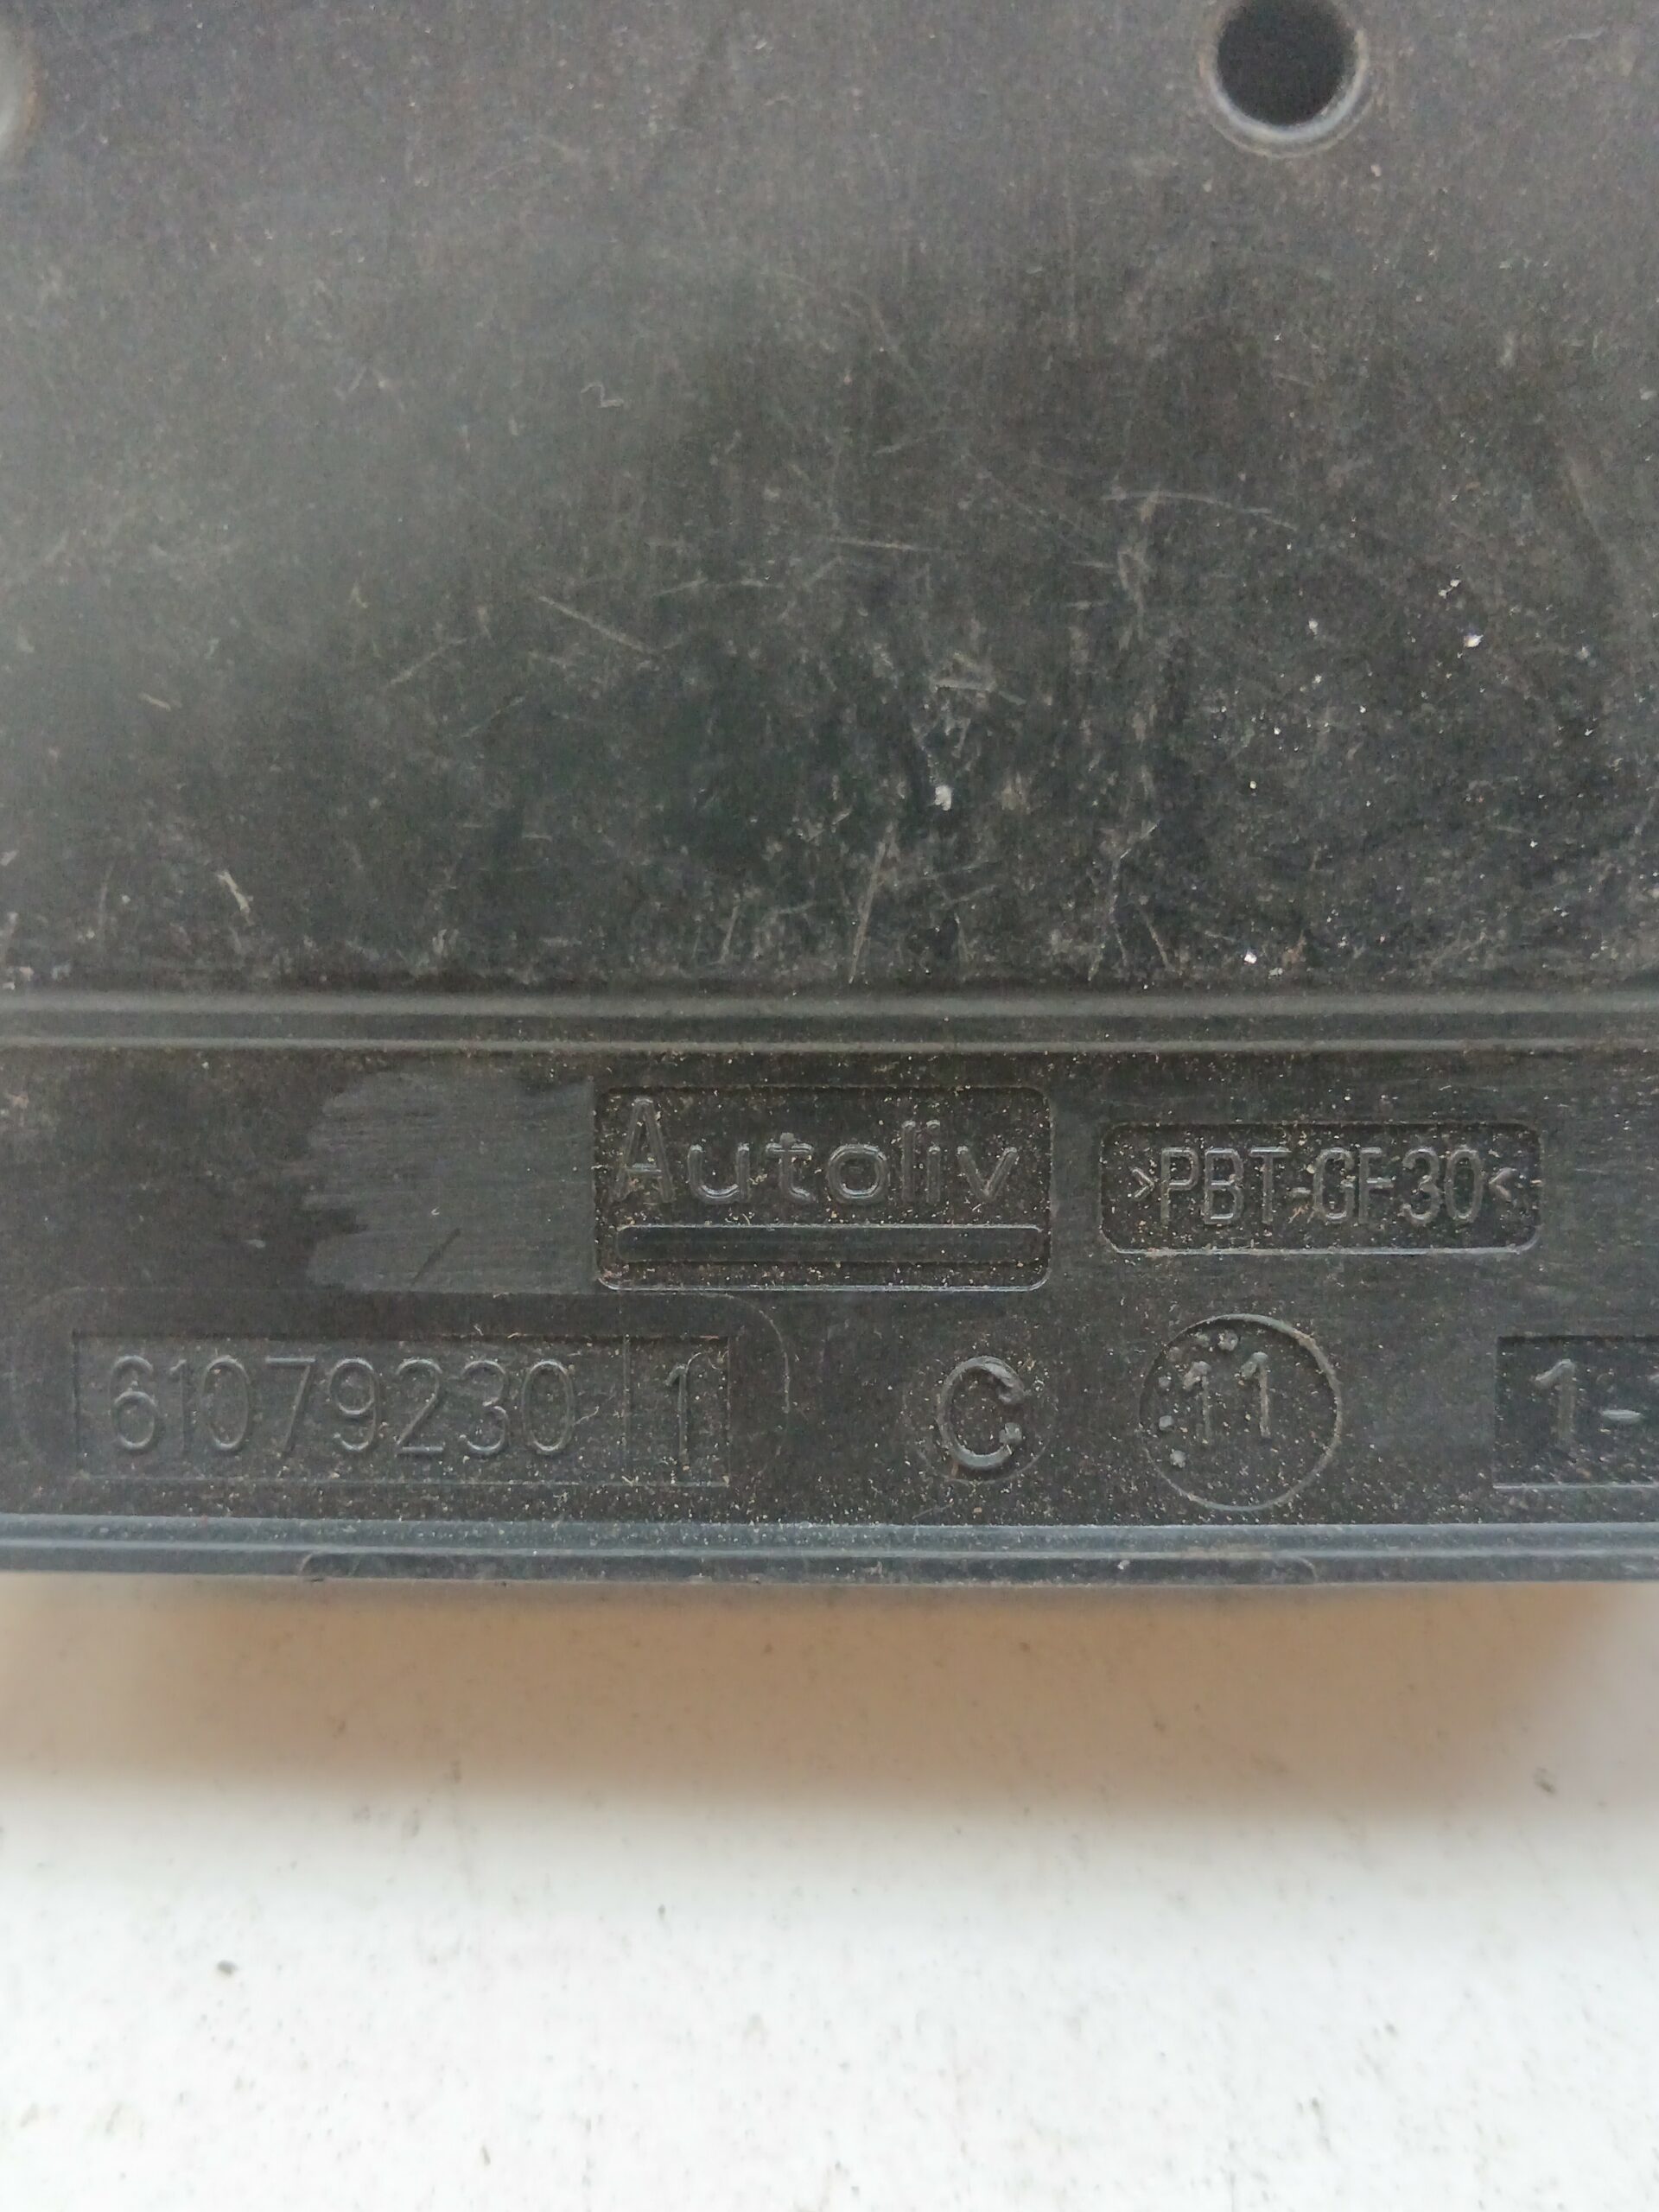 Autoliv
>PBT-GF30<
61079230 1 C 11 1-